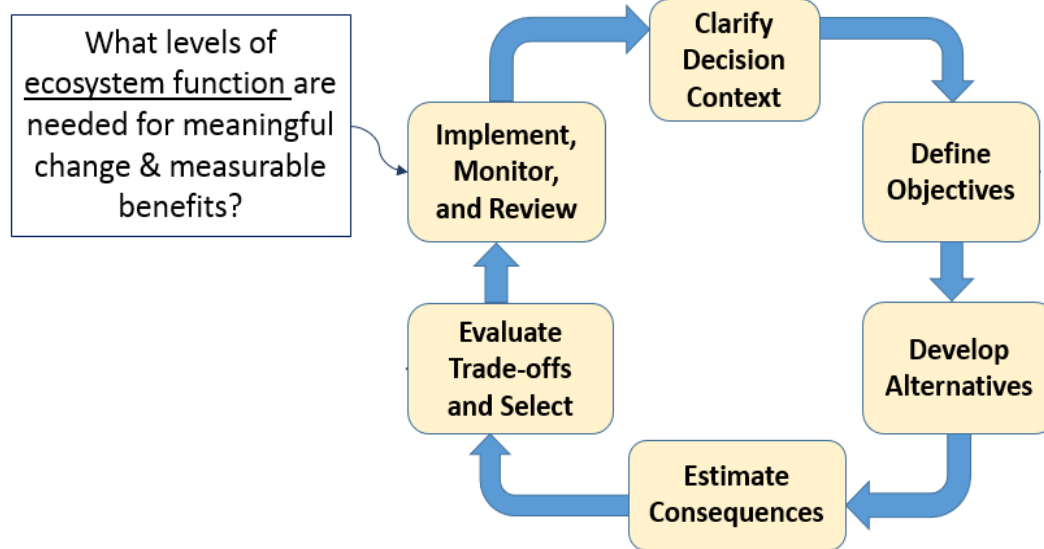 What levels of
ecosystem function are
needed for meaningful
change & measurable
benefits?
Clarify
Decision
Context
Define
Objectives
Develop
Alternatives
Estimate
Consequences
Evaluate
Trade-offs
and Select
Implement,
Monitor,
and Review